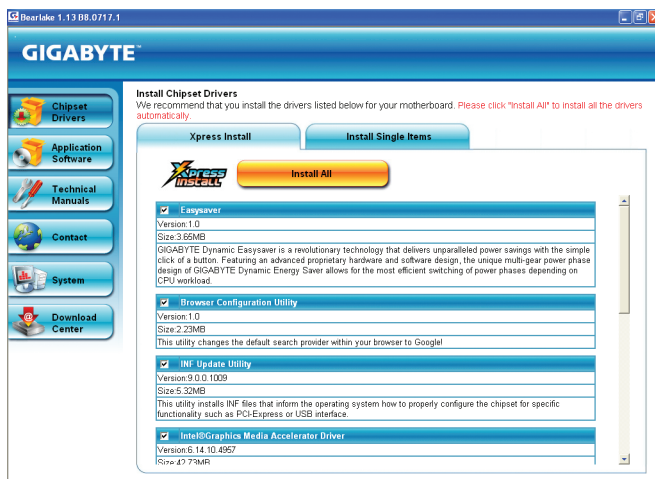 Bearlake 1.13 B8.0717.1
GIGABYTE™
Chipset
Drivers
Application
Software
Technical
Manuals
Contact
System
Download
Center
Install Chipset Drivers
We recommend that you install the drivers listed below for your motherboard. Please click "Install All" to install all the drivers
automatically.
Xpress Install
Install Single Items
Xpress
INSTALL
Install All
Easysaver
Version:1.0
Size:3.65MB
GIGABYTE Dynamic Easysaver is a revolutionary technology that delivers unparalleled power savings with the simple
click of a button. Featuring an advanced proprietary hardware and software design, the unique multi-gear power phase
design of GIGABYTE Dynamic Energy Saver allows for the most efficient switching of power phases depending on
CPU workload.
Browser Configuration Utility
Version:1.0
Size:2.23MB
This utility changes the default search provider within your browser to Google!
INF Update Utility
Version:9.0.0.1009
Size:5.32MB
This utility installs INF files that inform the operating system how to properly configure the chipset for specific
functionality such as PCI-Express or USB interface.
Intel®Graphics Media Accelerator Driver
Version:6.14.10.4957
Size:42.73MB